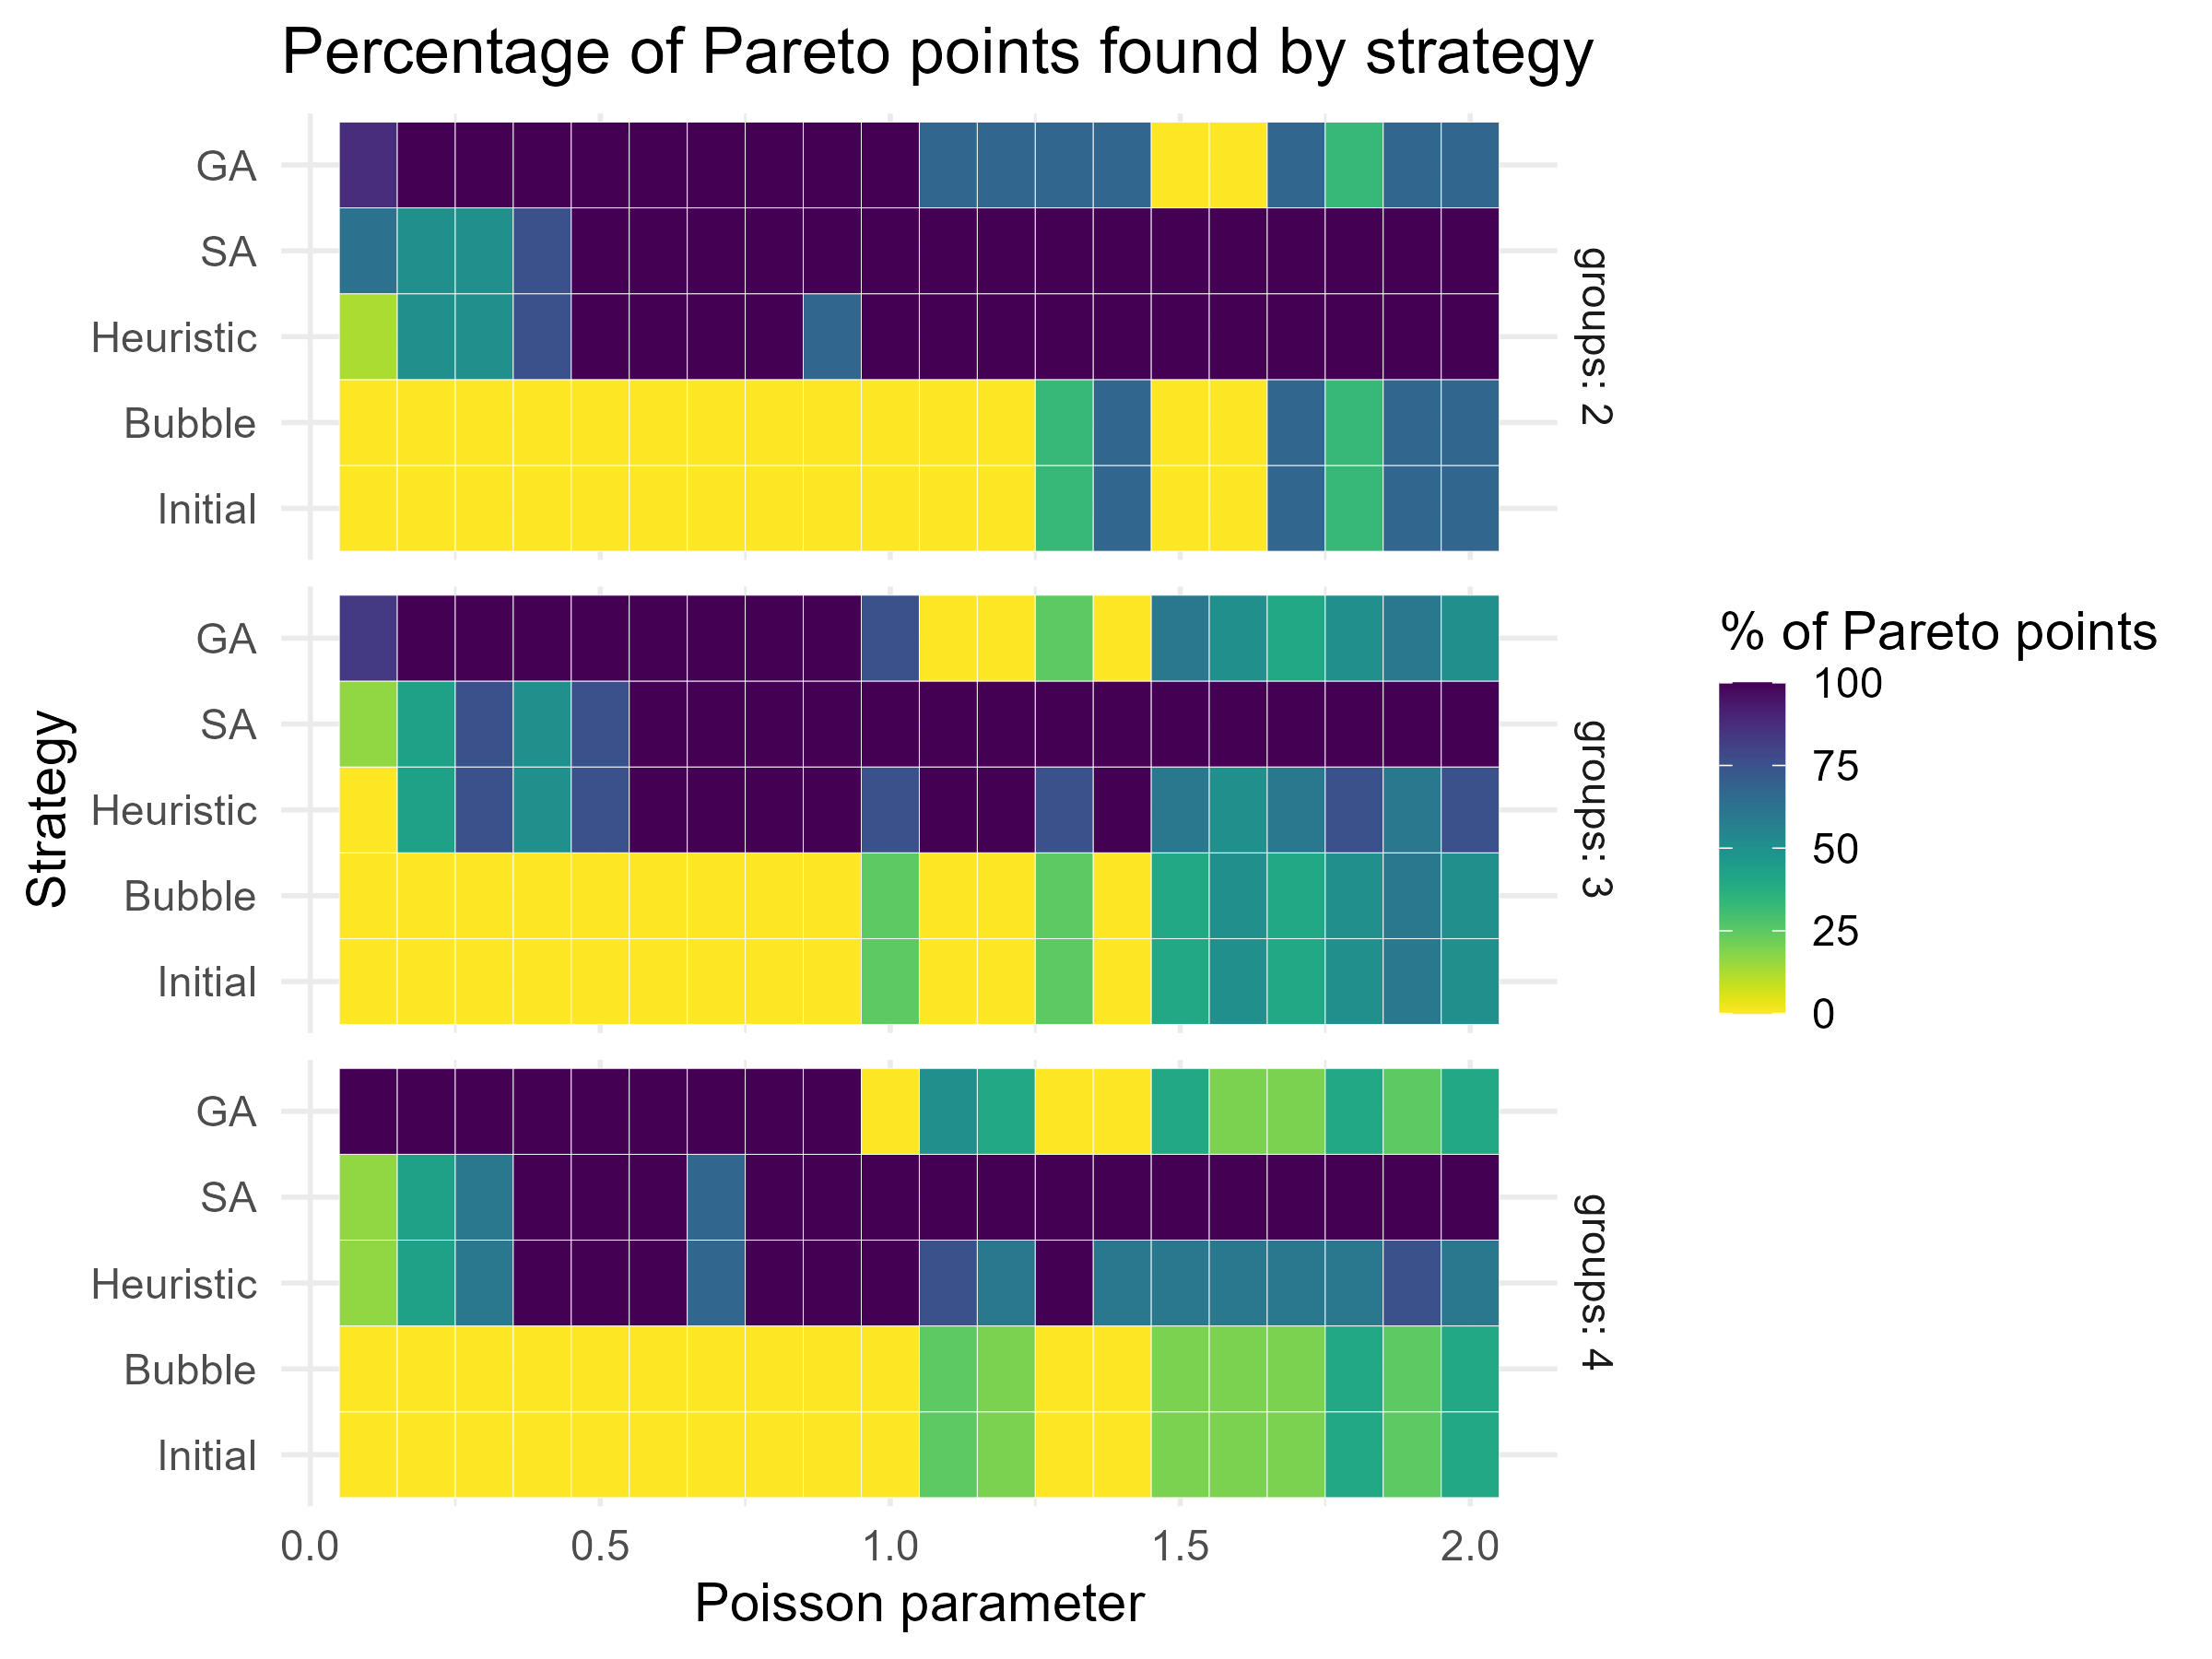 Percentage of Pareto points found by strategy
GA
SA
Heuristic
Bubble
Initial
groups: 2
GA
SA
Heuristic
Bubble
Initial
groups: 3
GA
SA
Heuristic
Bubble
Initial
groups: 4
Strategy
0.0 0.5 1.0 1.5 2.0
Poisson parameter
% of Pareto points
100
75
50
25
0